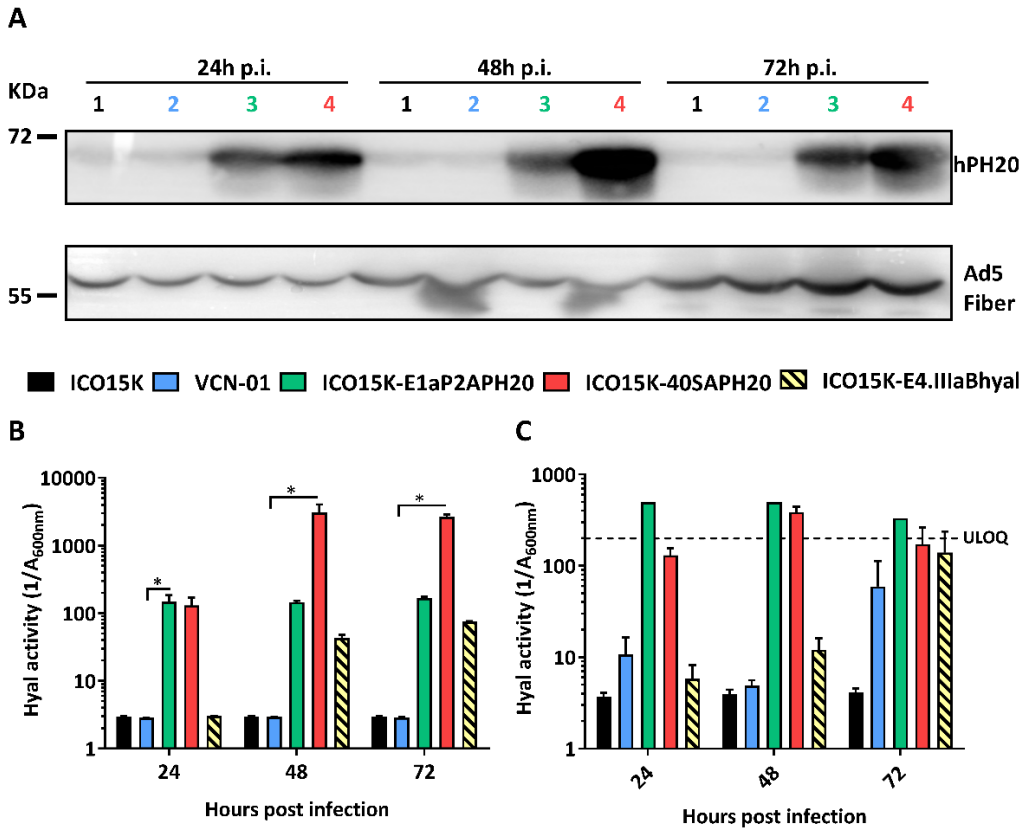 A
24h p.i. 48h p.i. 72h p.i.
KDa
1 2 3 4 1 2 3 4 1 2 3 4
72
hPH20
Ad5
55
Fiber
ICO15K VCN-01 ICO15K-E1aP2APH20 ICO15K-40SAPH20 ICO15K-E4.IIIaBhyal
B
Hyal activity (1/A600nm)
10000
1000
100
10
1
* * *
24 48 72
Hours post infection
C
Hyal activity (1/A600nm)
1000
100
10
1
ULOQ
24 48 72
Hours post infection